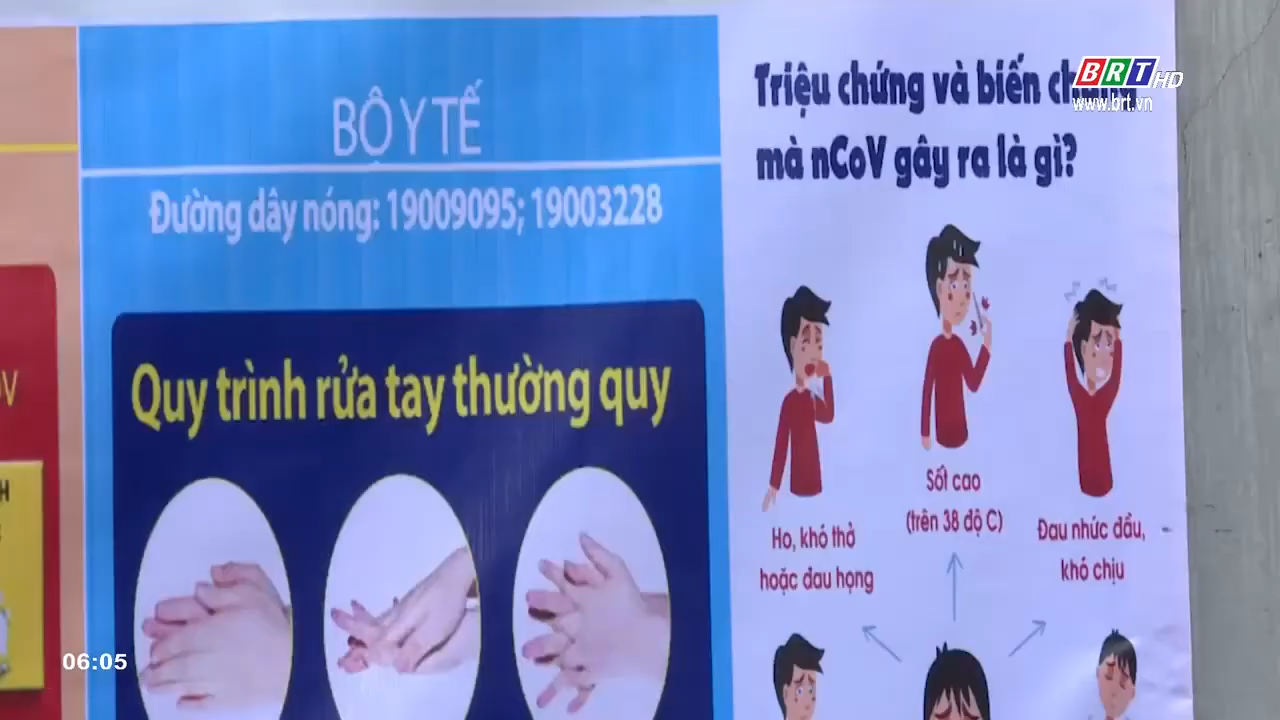 BỘ Y TẾ
Đường dây nóng: 19009095; 19003228
Quy trình rửa tay thường quy
Triệu chứng và biến
mà nCoV gây ra là gì?
Sốt cao
(trên 38 độ C)
Ho, khó thở
hoặc đau họng
Đau nhức đầu,
khó chịu
BRT HD
www.brt.vn
06:05